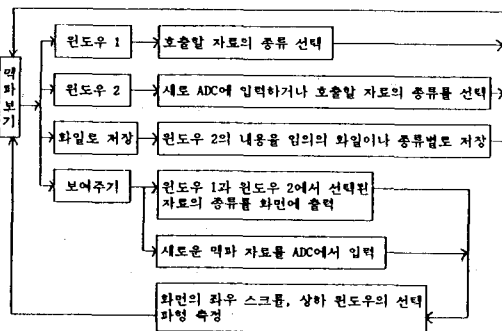 맥파보기
윈도우 1
호출할 자료의 종류 선택
윈도우 2
새로 ADC에 입력하거나 호출할 자료의 종류를 선택
화일로 저장
윈도우 2의 내용을 임의의 화일이나 종류별로 저장
보여주기
윈도우 1과 윈도우 2에서 선택된
자료의 종류를 화면에 출력
새로운 맥파 자료를 ADC에서 입력
화면의 좌우 스크롤, 상하 윈도우의 선택
파형 측정